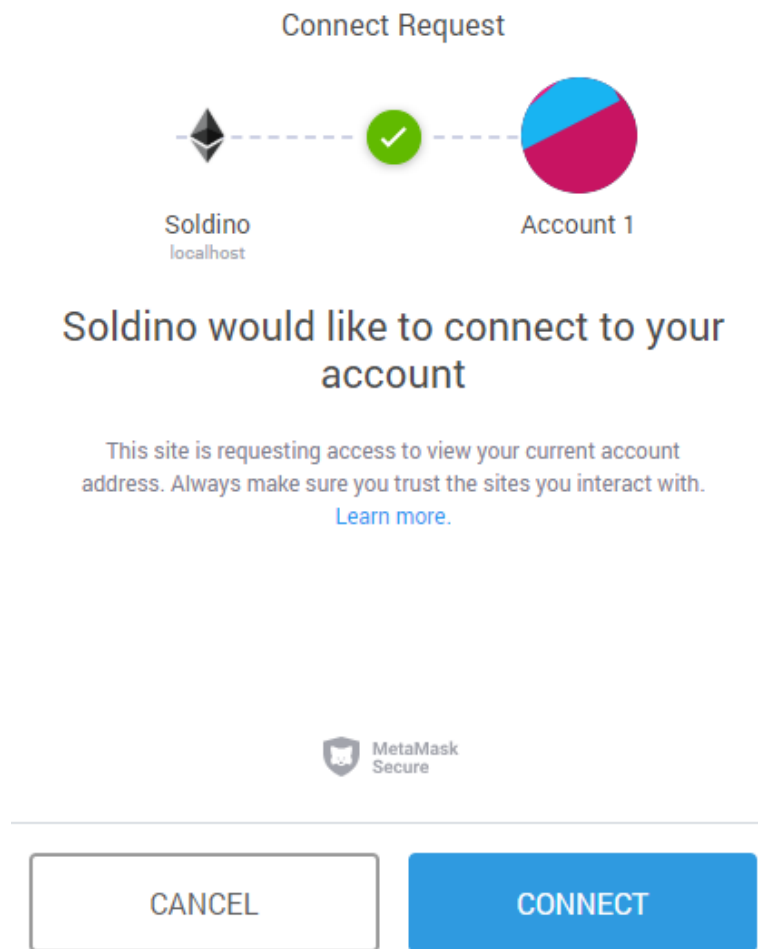 Connect Request
Soldino
localhost
Account 1
Soldino would like to connect to your
account
This site is requesting access to view your current account
address. Always make sure you trust the sites you interact with.
Learn more.
MetaMask
Secure
CANCEL
CONNECT